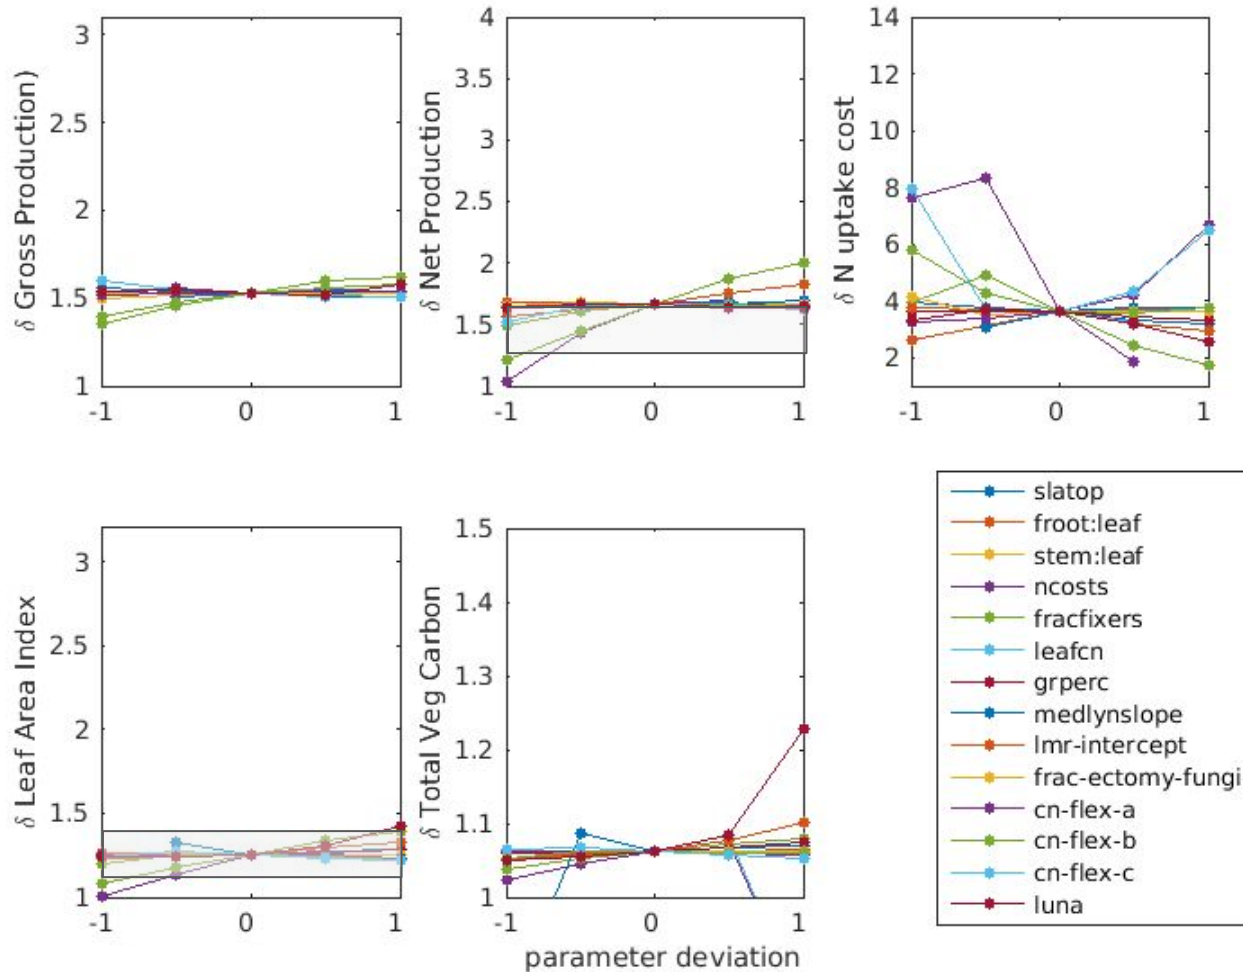 δ Gross Production)
3
2.5
2
1.5
1
-1 0 1
δ Net Production
4
3.5
3
2.5
2
1.5
1
-1 0 1
δ N uptake cost
14
12
10
8
6
4
2
-1 0 1
δ Leaf Area Index
3
2.5
2
1.5
1
-1 0 1
δ Total Veg Carbon
1.5
1.4
1.3
1.2
1.1
1
-1 0 1
parameter deviation
slatop
froot:leaf
stem:leaf
ncosts
fracfixers
leafcn
grperc
medlynslope
lmr-intercept
frac-ectomy-fungi
cn-flex-a
cn-flex-b
cn-flex-c
luna